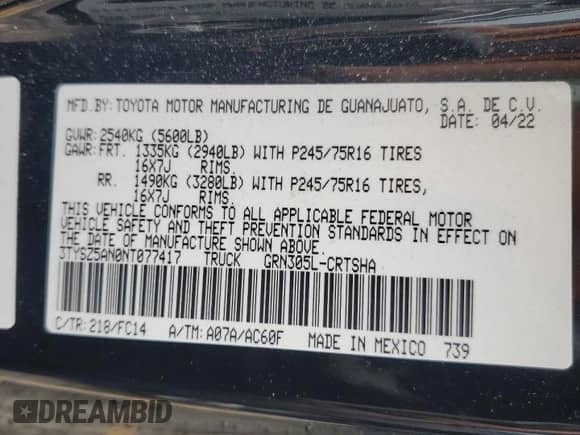 MFD.BY:TOYOTA MOTOR MANUFACTURING DE GUANAJUATO, S.A. DE C.V.
DATE: 04/22
GVWR:2540KG (5600LB)
GAWR:FRT. 1335KG (2940LB) WITH P245/75R16 TIRES
16X7J RIMS.
RR. 1490KG (3280LB) WITH P245/75R16 TIRES,
16X7J RIMS.
THIS VEHICLE CONFORMS TO ALL APPLICABLE FEDERAL MOTOR
VEHICLE SAFETY AND THEFT PREVENTION STANDARDS IN EFFECT ON
THE DATE OF MANUFACTURE SHOWN ABOVE.
3TYSZ5AN0NT077417 TRUCK GRN305L-CRTSHA
C/TR:218/FC14 A/TM:A07A/AC60F MADE IN MEXICO 739
DREAMBID